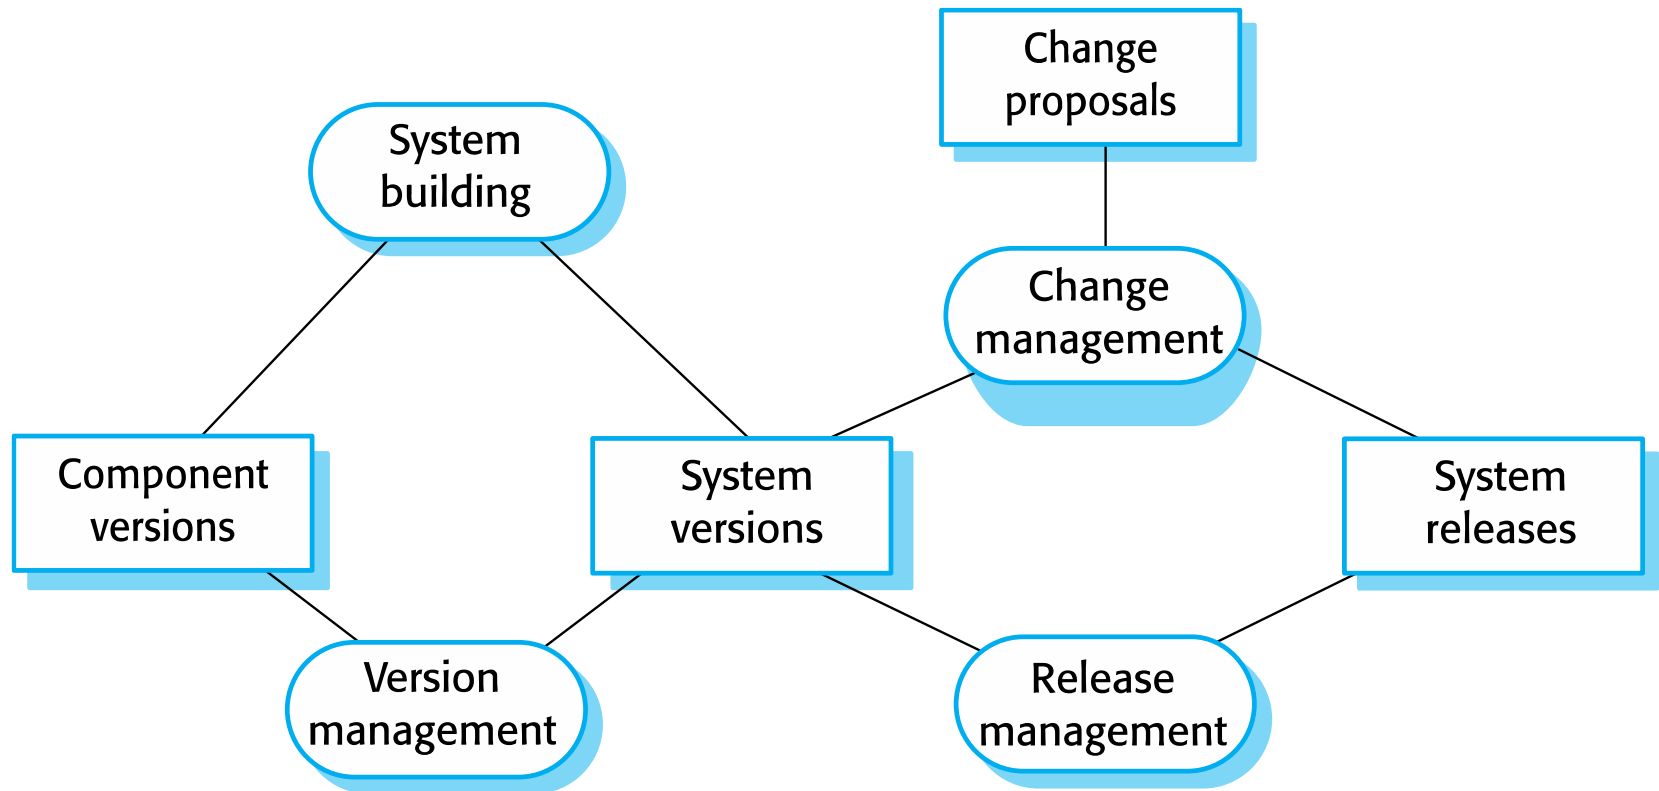 Change
proposals
System
building
Change
management
Component
versions
System
versions
System
releases
Version
management
Release
management